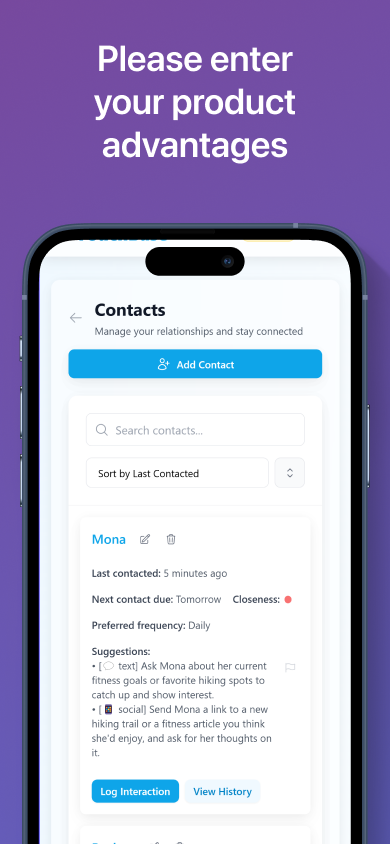 Please enter
your product
advantages
Contacts
Manage your relationships and stay connected
Add Contact
Search contacts...
Sort by Last Contacted
Mona
Last contacted: 5 minutes ago
Next contact due: Tomorrow Closeness:
Preferred frequency: Daily
Suggestions:
• [💬 text] Ask Mona about her current
fitness goals or favorite hiking spots to
catch up and show interest.
• [📱 social] Send Mona a link to a new
hiking trail or a fitness article you think
she'd enjoy, and ask for her thoughts on
it.
Log Interaction View History